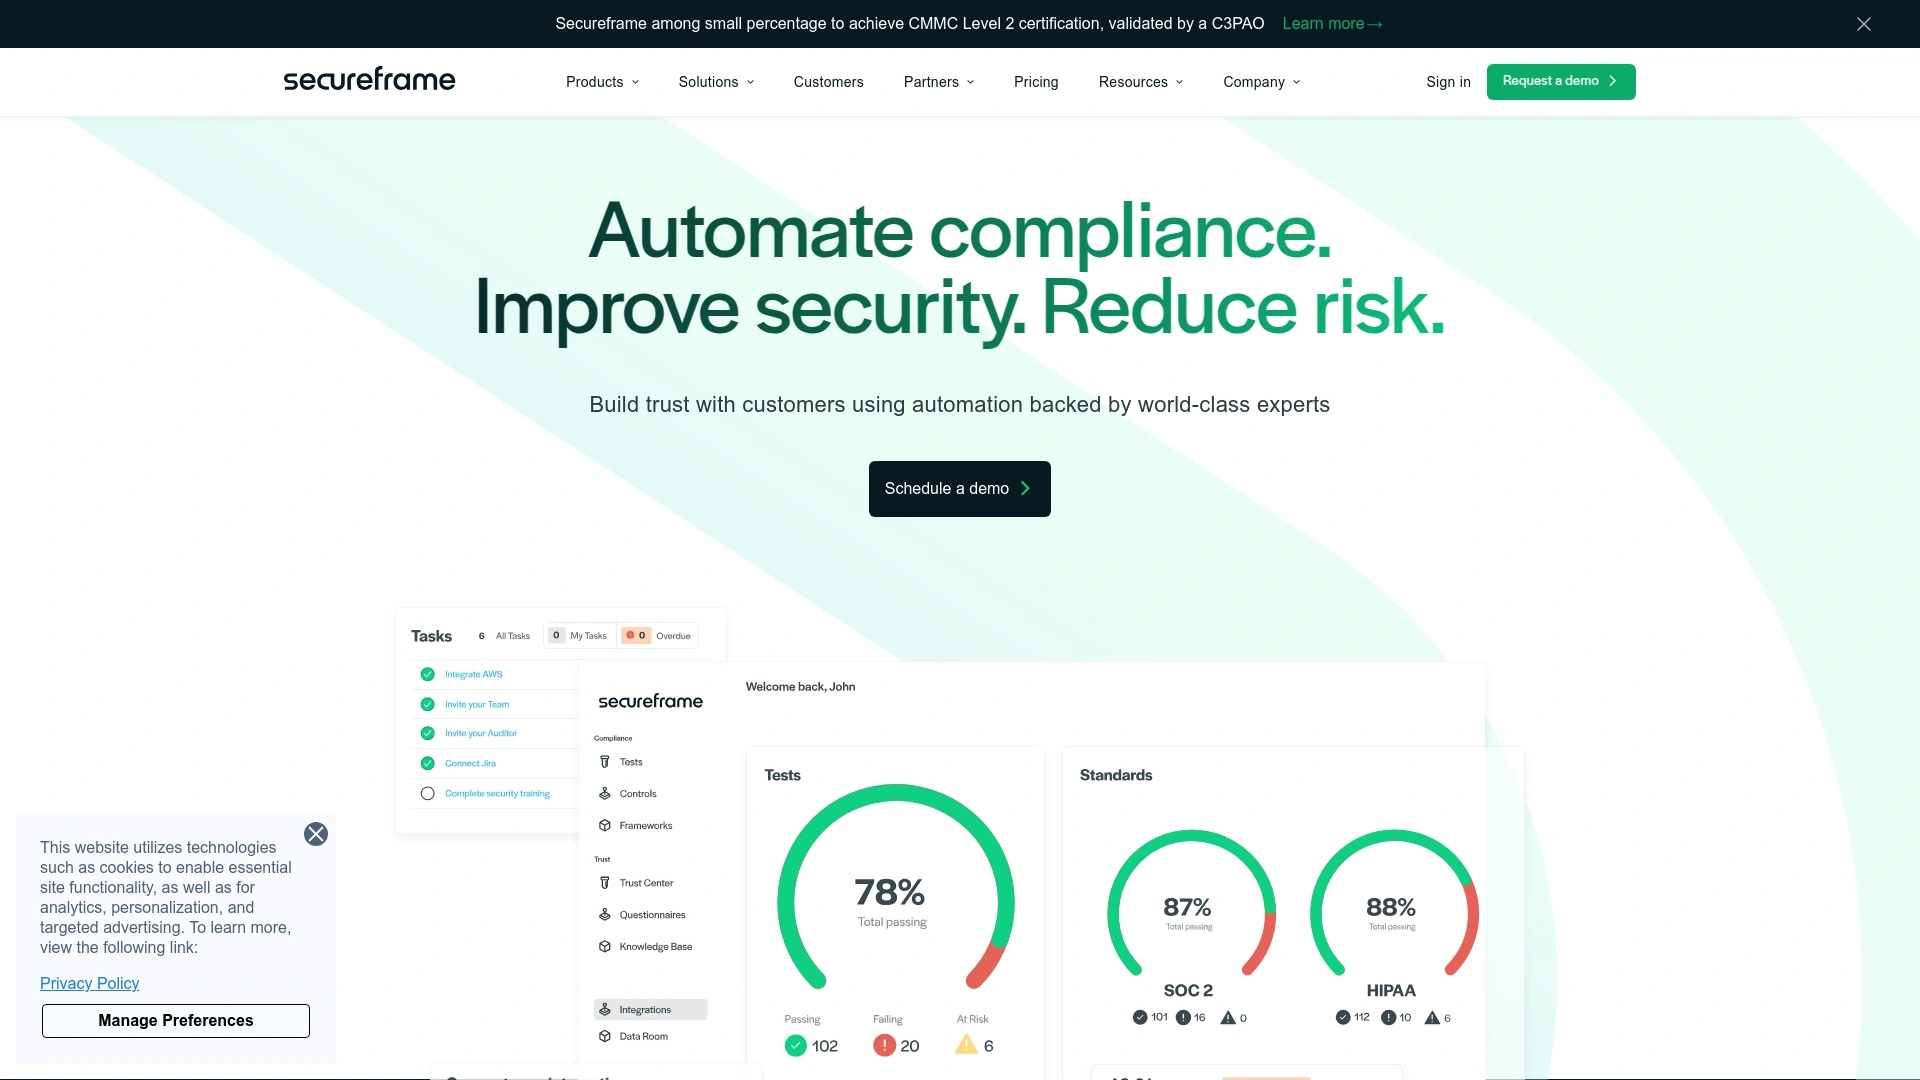 Secureframe among small percentage to achieve CMMC Level 2 certification, validated by a C3PAO Learn more→
secureframe
Products
Solutions
Customers
Partners
Pricing
Resources
Company
Sign in
Request a demo
Automate compliance.
Improve security. Reduce risk.
Build trust with customers using automation backed by world-class experts
Schedule a demo
Tasks 6 All Tasks 0 My Tasks 0 Overdue
Integrate AWS
Invite your Team
Invite your Auditor
Connect Jira
Complete security training
secureframe
Compliance
Tests
Controls
Frameworks
Trust
Trust Center
Questionnaires
Knowledge Base
Integrations
Data Room
Welcome back, John
Tests
78%
Total passing
Passing Failing At Risk
102 20 6
Standards
87%
Total passing
SOC 2
101 16 0
88%
Total passing
HIPAA
112 10 6
This website utilizes technologies
such as cookies to enable essential
site functionality, as well as for
analytics, personalization, and
targeted advertising. To learn more,
view the following link:
Privacy Policy
Manage Preferences